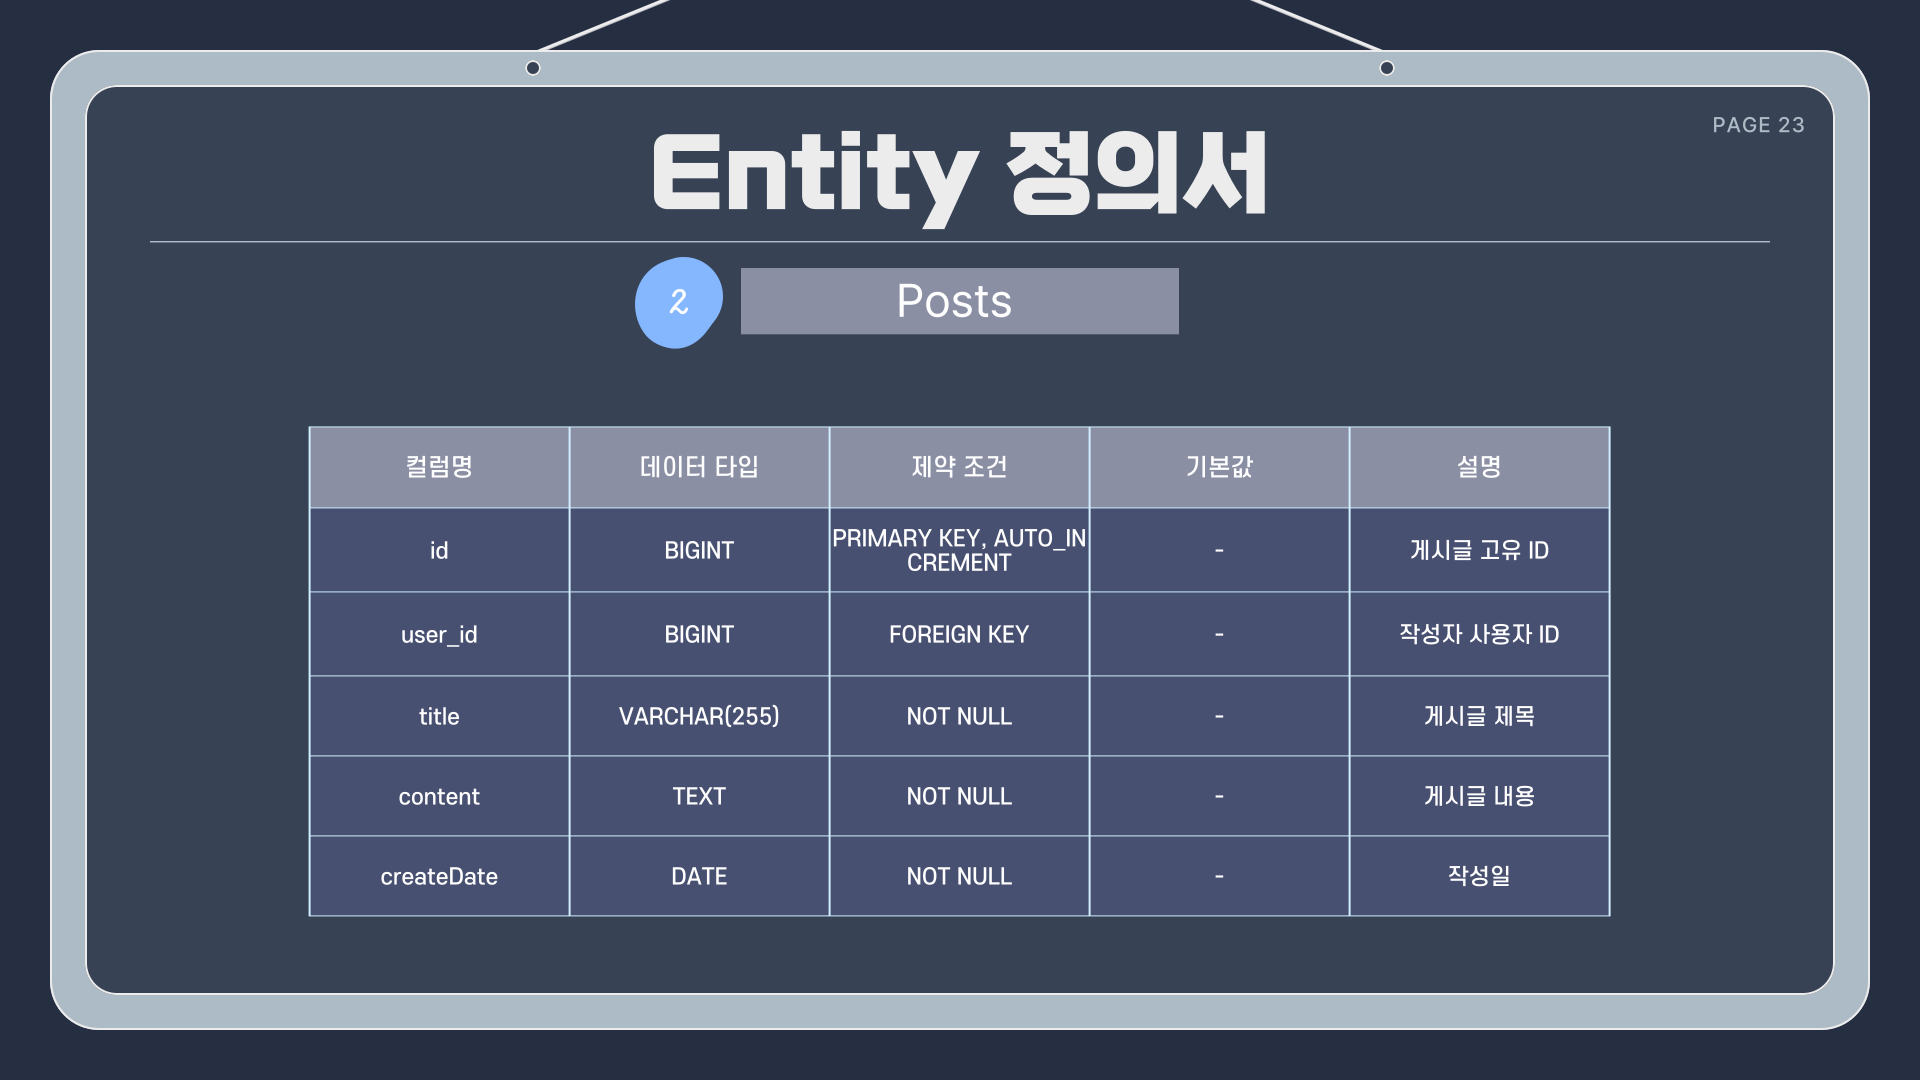 PAGE 23
Entity 정의서
2
Posts
컬럼명 데이터 타입 제약 조건 기본값 설명
id BIGINT PRIMARY KEY, AUTO_IN
CREMENT - 게시글 고유 ID
user_id BIGINT FOREIGN KEY - 작성자 사용자 ID
title VARCHAR(255) NOT NULL - 게시글 제목
content TEXT NOT NULL - 게시글 내용
createDate DATE NOT NULL - 작성일